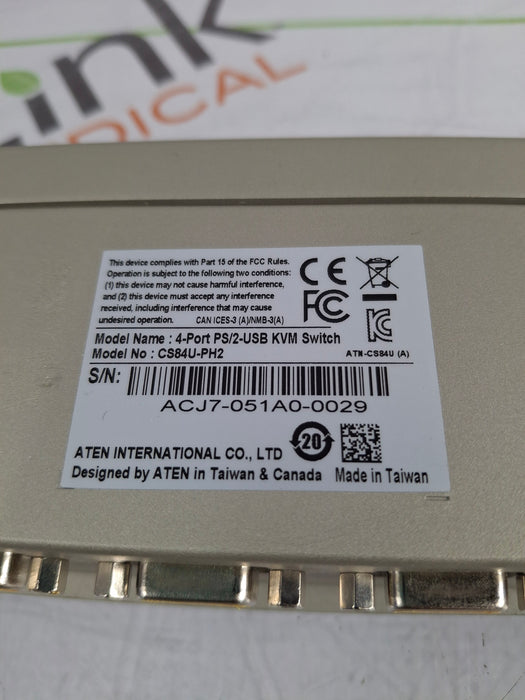 ink
DICAL
This device complies with Part 15 of the FCC Rules.
Operation is subject to the following two conditions:
(1) this device may not cause harmful interference,
and (2) this device must accept any interference
received, including interference that may cause
undesired operation. CAN ICES-3 (A)/NMB-3(A)
CE
FC
Model Name : 4-Port PS/2-USB KVM Switch
Model No : CS84U-PH2
ATN-CS84U (A)
S/N:
ACJ7-051A0-0029
20
ATEN INTERNATIONAL CO., LTD
Designed by ATEN in Taiwan & Canada Made in Taiwan